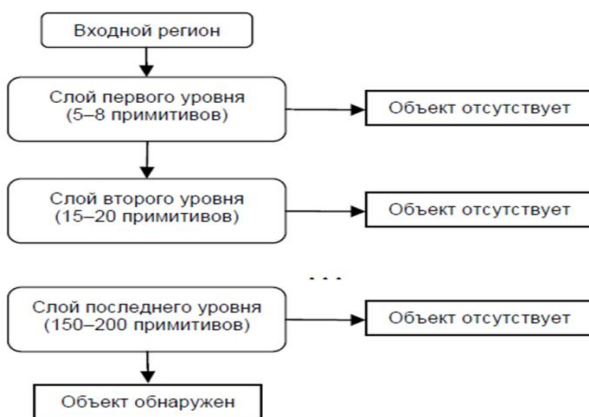 Входной регион
Слой первого уровня
(5–8 примитивов)
Объект отсутствует
Слой второго уровня
(15–20 примитивов)
Объект отсутствует
...
Слой последнего уровня
(150–200 примитивов)
Объект отсутствует
Объект обнаружен